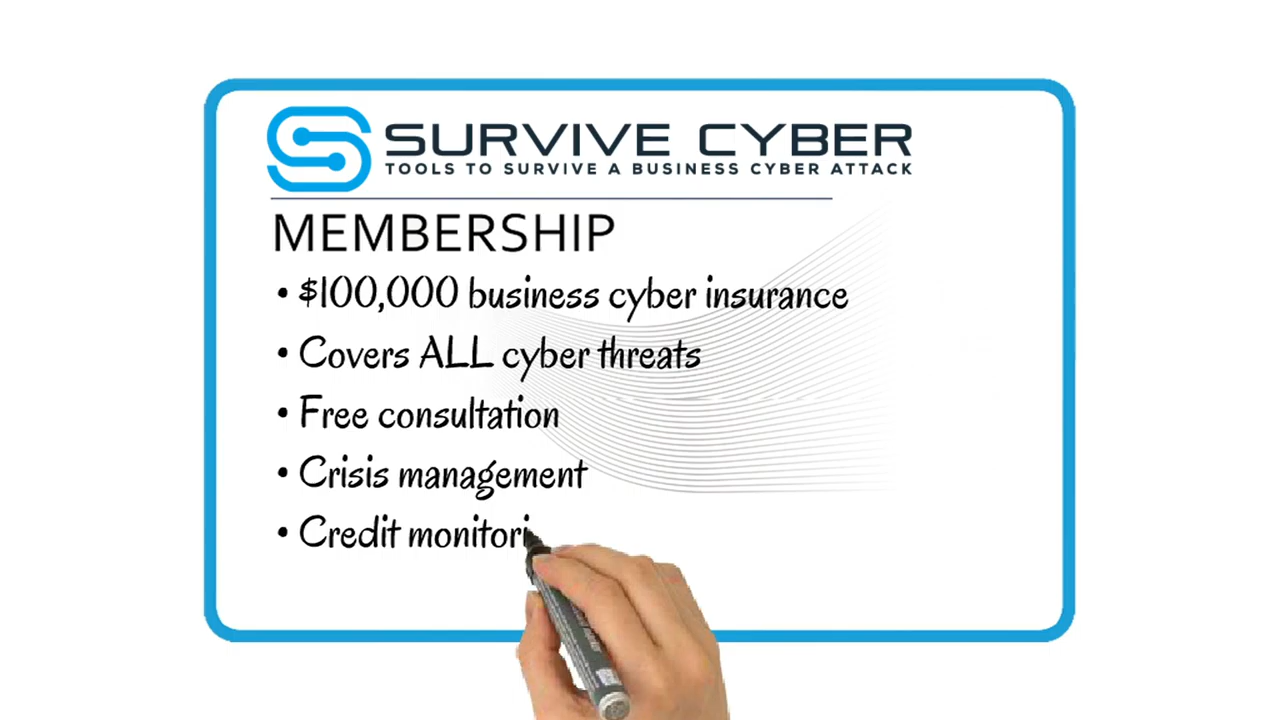 SURVIVE CYBER
TOOLS TO SURVIVE A BUSINESS CYBER ATTACK
MEMBERSHIP
• $100,000 business cyber insurance
• Covers ALL cyber threats
• Free consultation
• Crisis management
• Credit monitori